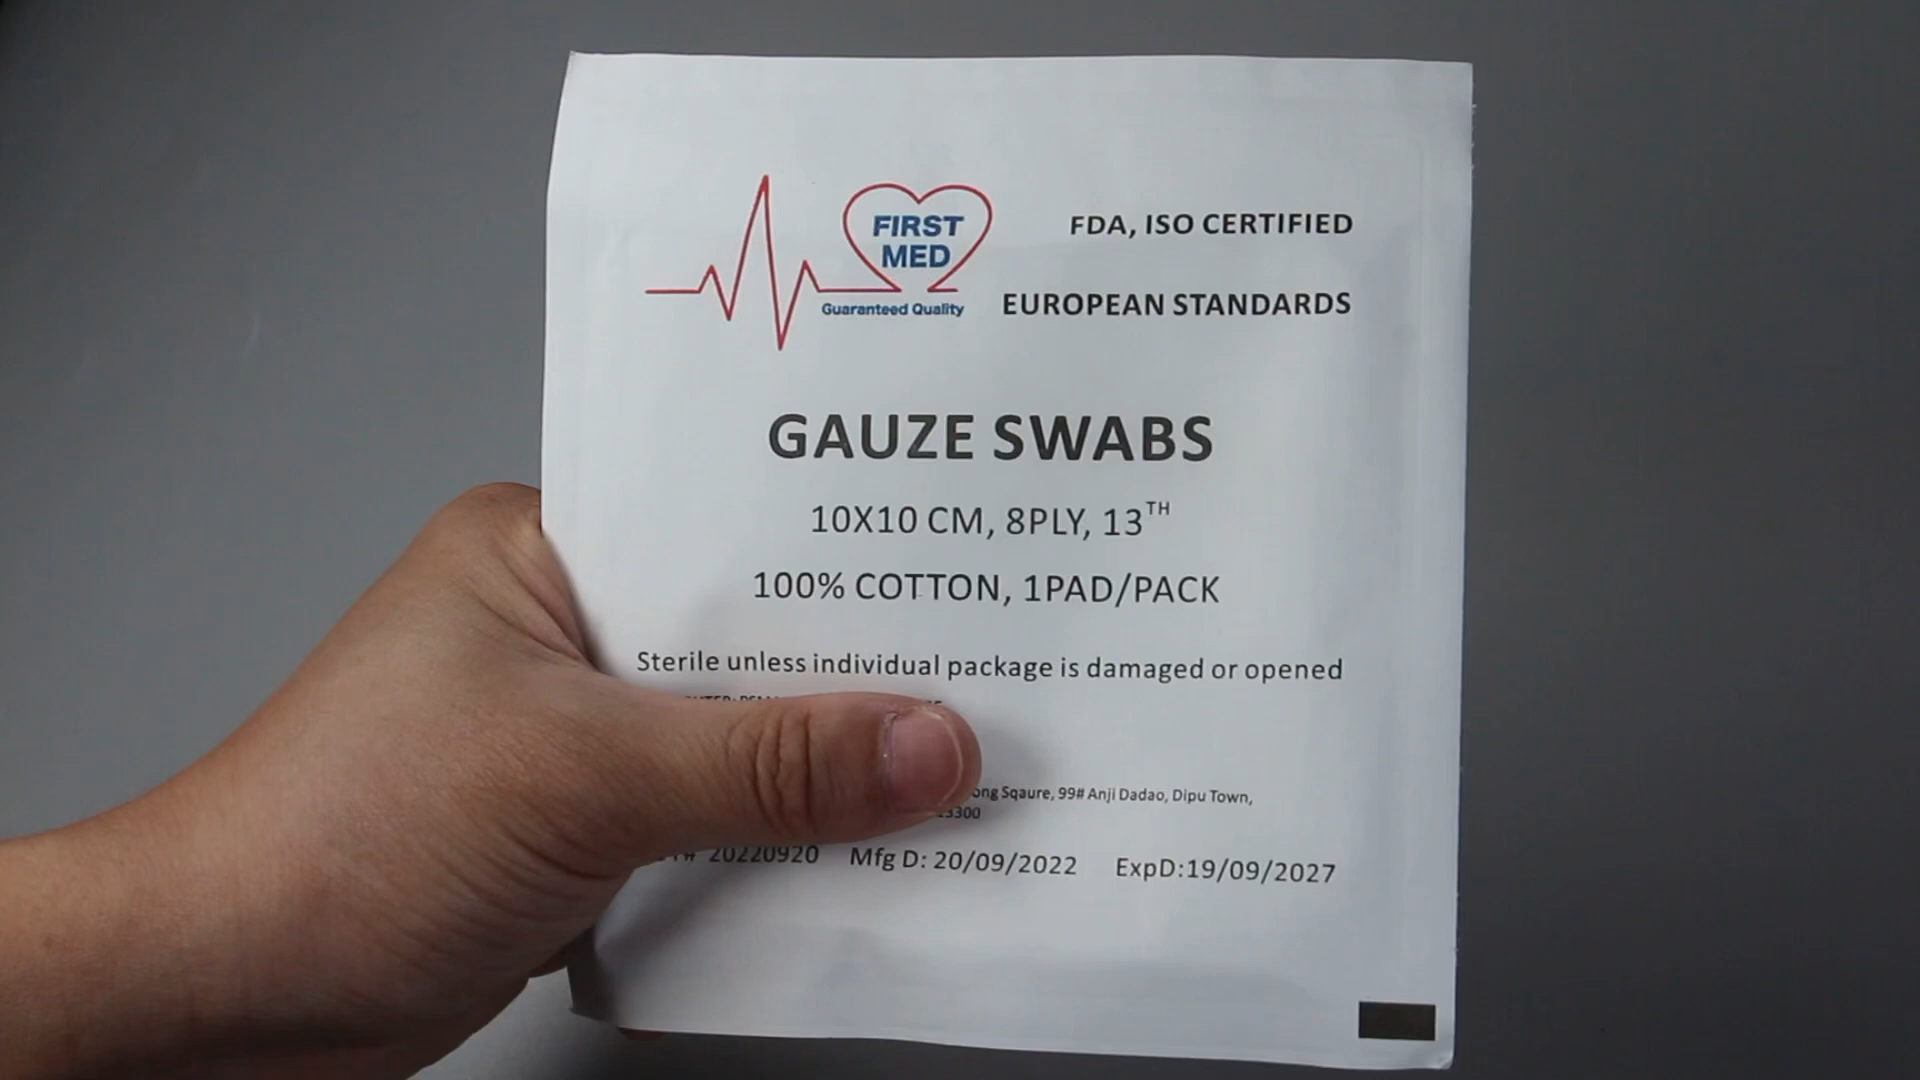 FIRST
MED
Guaranteed Quality
FDA, ISO CERTIFIED
EUROPEAN STANDARDS
GAUZE SWABS
10X10 CM, 8PLY, 13TH
100% COTTON, 1PAD/PACK
Sterile unless individual package is damaged or opened
Sqaure, 99# Anji Dadao, Dipu Town,
20220920 Mfg D: 20/09/2022 ExpD:19/09/2027